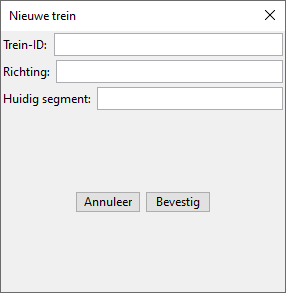 Nieuwe trein
Trein-ID:
Richting:
Huidig segment:
Annuleer Bevestig